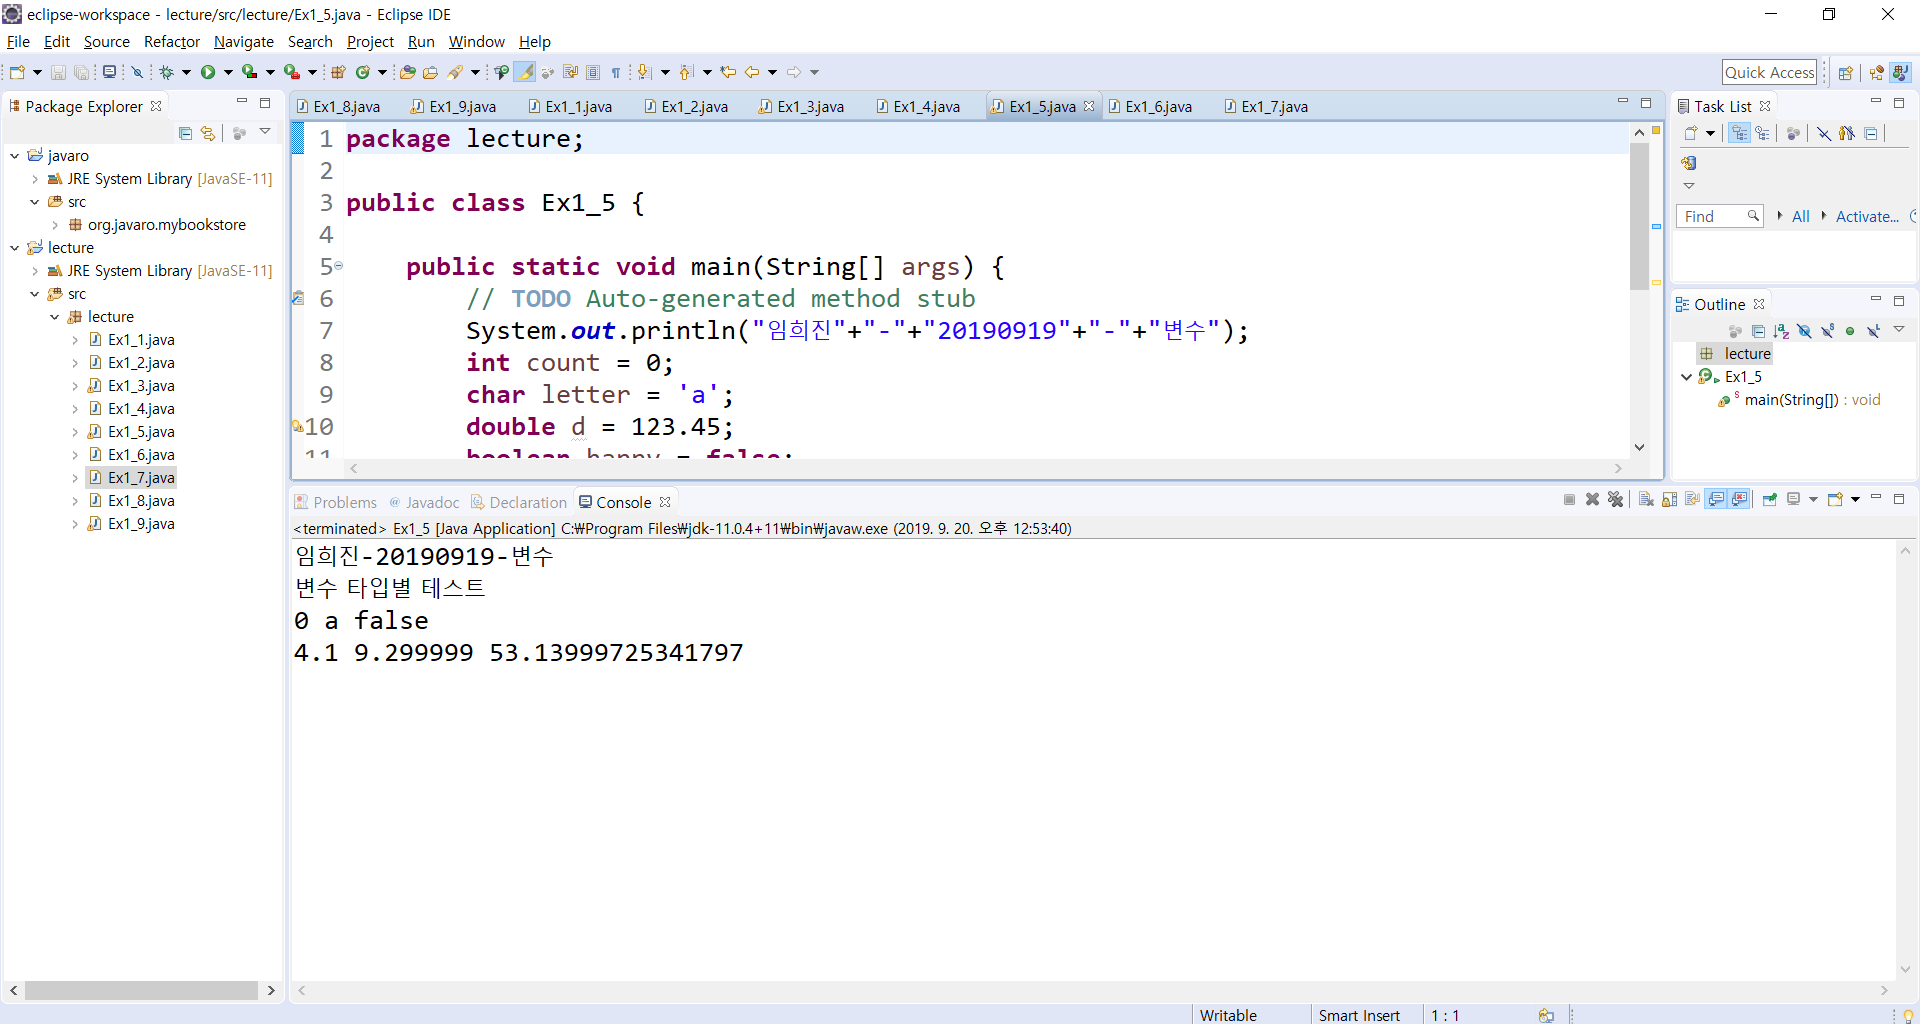 eclipse-workspace - lecture/src/lecture/Ex1_5.java - Eclipse IDE
File Edit Source Refactor Navigate Search Project Run Window Help
Quick Access
Package Explorer
javaro
JRE System Library [JavaSE-11]
src
org.javaro.mybookstore
lecture
JRE System Library [JavaSE-11]
src
lecture
Ex1_1.java
Ex1_2.java
Ex1_3.java
Ex1_4.java
Ex1_5.java
Ex1_6.java
Ex1_7.java
Ex1_8.java
Ex1_9.java
Ex1_8.java Ex1_9.java Ex1_1.java Ex1_2.java Ex1_3.java Ex1_4.java Ex1_5.java Ex1_6.java Ex1_7.java
1 package lecture;
2
3 public class Ex1_5 {
4
5 public static void main(String[] args) {
6 // TODO Auto-generated method stub
7 System.out.println("임희진"+"-"+"20190919"+"-"+"변수");
8 int count = 0;
9 char letter = 'a';
10 double d = 123.45;
11 boolean happy = false;
Problems Javadoc Declaration Console
<terminated> Ex1_5 [Java Application] C:₩Program Files₩jdk-11.0.4+11₩bin₩javaw.exe (2019. 9. 20. 오후 12:53:40)
임희진-20190919-변수
변수 타입별 테스트
0 a false
4.1 9.299999 53.13999725341797
Task List
Find All Activate...
Outline
lecture
Ex1_5
main(String[]) : void
Writable Smart Insert 1 : 1